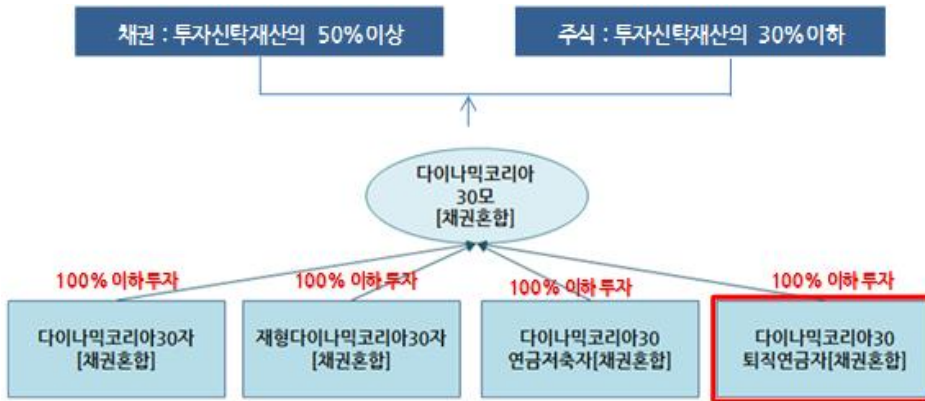 채권 : 투자신탁재산의 50%이상
주식 : 투자신탁재산의 30%이하
다이나믹코리아
30모
[채권혼합]
100% 이하 투자
100% 이하 투자
100% 이하 투자
100% 이하 투자
다이나믹코리아30자
[채권혼합]
재형다이나믹코리아30자
[채권혼합]
다이나믹코리아30
연금저축자[채권혼합]
다이나믹코리아30
퇴직연금자[채권혼합]